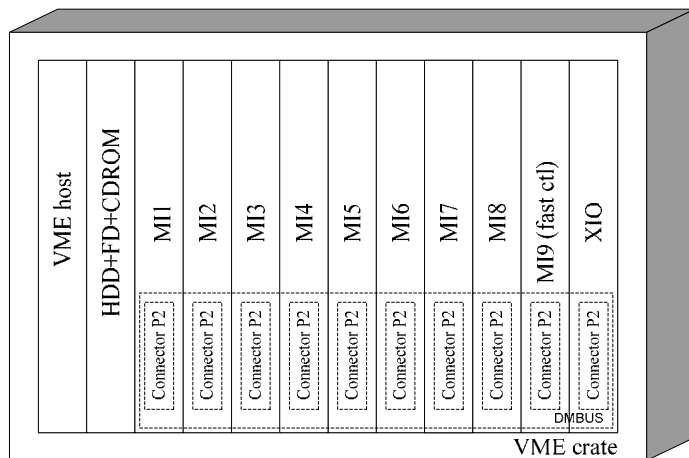 VME host
HDD+FD+CDROM
MI1
MI2
MI3
MI4
MI5
MI6
MI7
MI8
MI9 (fast ctl)
XIO
Connector P2
Connector P2
Connector P2
Connector P2
Connector P2
Connector P2
Connector P2
Connector P2
Connector P2
Connector P2
DMBUS
VME crate